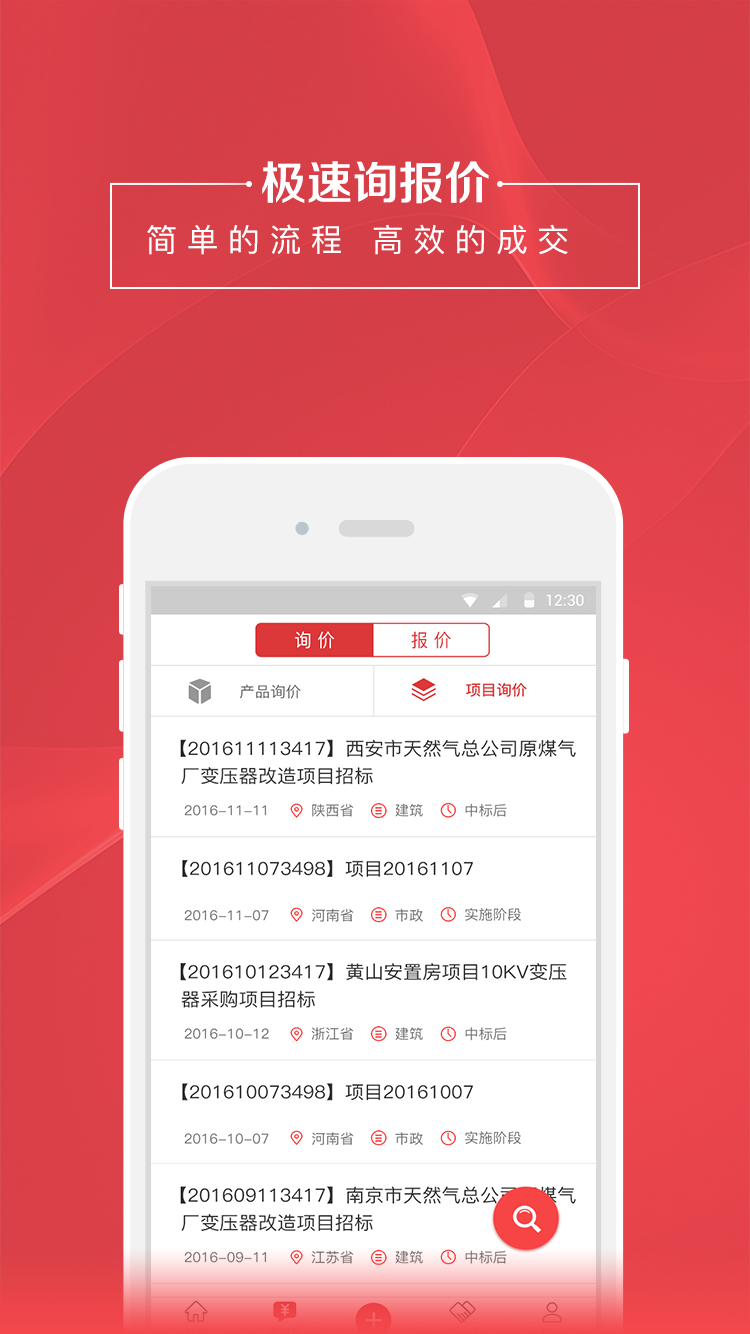 极速询报价
简单的流程 高效的成交
12:30
询价 报价
产品询价 项目询价
【201611113417】西安市天然气总公司原煤气
厂变压器改造项目招标
2016-11-11 陕西省 建筑 中标后
【201611073498】项目20161107
2016-11-07 河南省 市政 实施阶段
【201610123417】黄山安置房项目10KV变压
器采购项目招标
2016-10-12 浙江省 建筑 中标后
【201610073498】项目20161007
2016-10-07 河南省 市政 实施阶段
【201609113417】南京市天然气总公 煤气
厂变压器改造项目招标
2016-09-11 江苏省 建筑 中标后